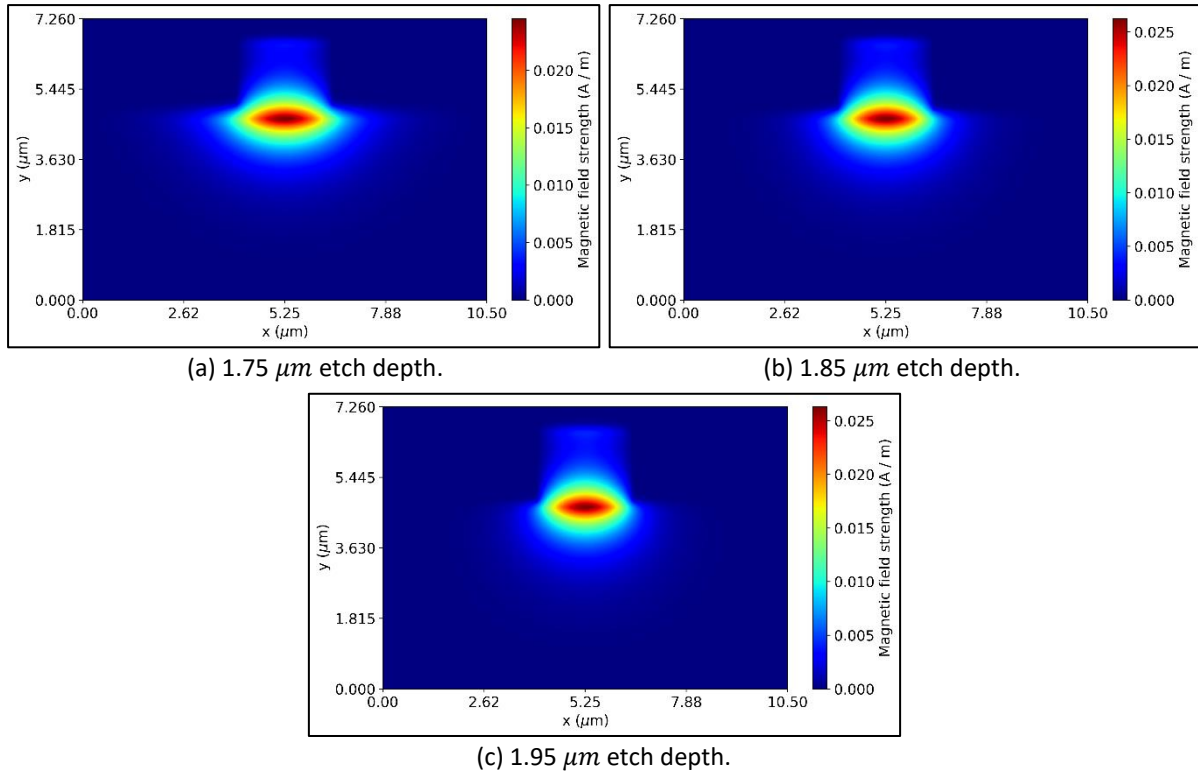 7.260
5.445
3.630
1.815
0.000
y (μm)
0.00 2.62 5.25 7.88 10.50
x (μm)
0.020
0.015
0.010
0.005
0.000
Magnetic field strength (A / m)
(a) 1.75 μm etch depth.
7.260
5.445
3.630
1.815
0.000
y (μm)
0.00 2.62 5.25 7.88 10.50
x (μm)
0.025
0.020
0.015
0.010
0.005
0.000
Magnetic field strength (A / m)
(b) 1.85 μm etch depth.
7.260
5.445
3.630
1.815
0.000
y (μm)
0.00 2.62 5.25 7.88 10.50
x (μm)
0.025
0.020
0.015
0.010
0.005
0.000
Magnetic field strength (A / m)
(c) 1.95 μm etch depth.